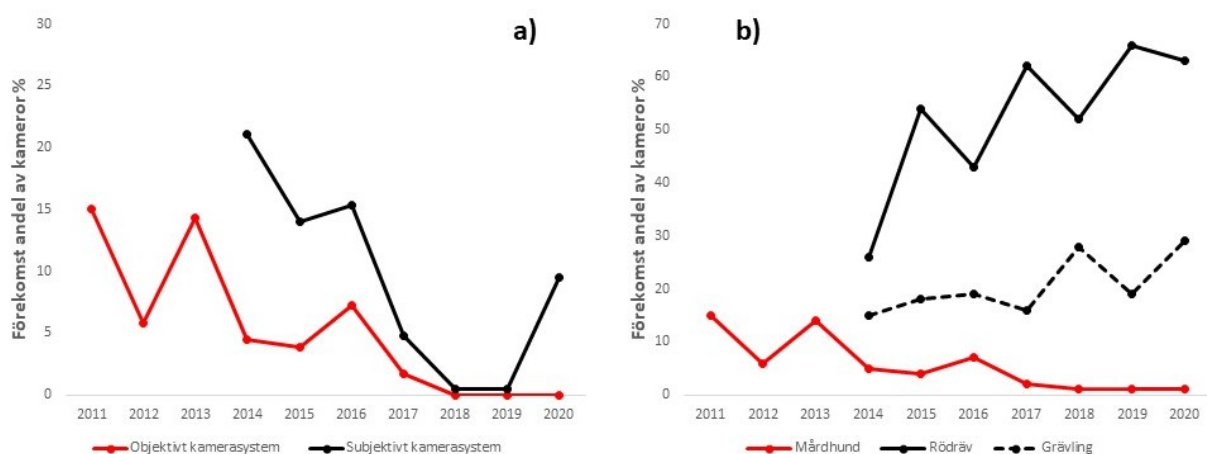 a)
Förekomst andel av kameror %
30
25
20
15
10
5
0
2011 2012 2013 2014 2015 2016 2017 2018 2019 2020
Objektivt kamerasystem Subjektivt kamerasystem
b)
Förekomst andel av kameror %
70
60
50
40
30
20
10
0
2011 2012 2013 2014 2015 2016 2017 2018 2019 2020
Mårdhund Rödräv Grävling